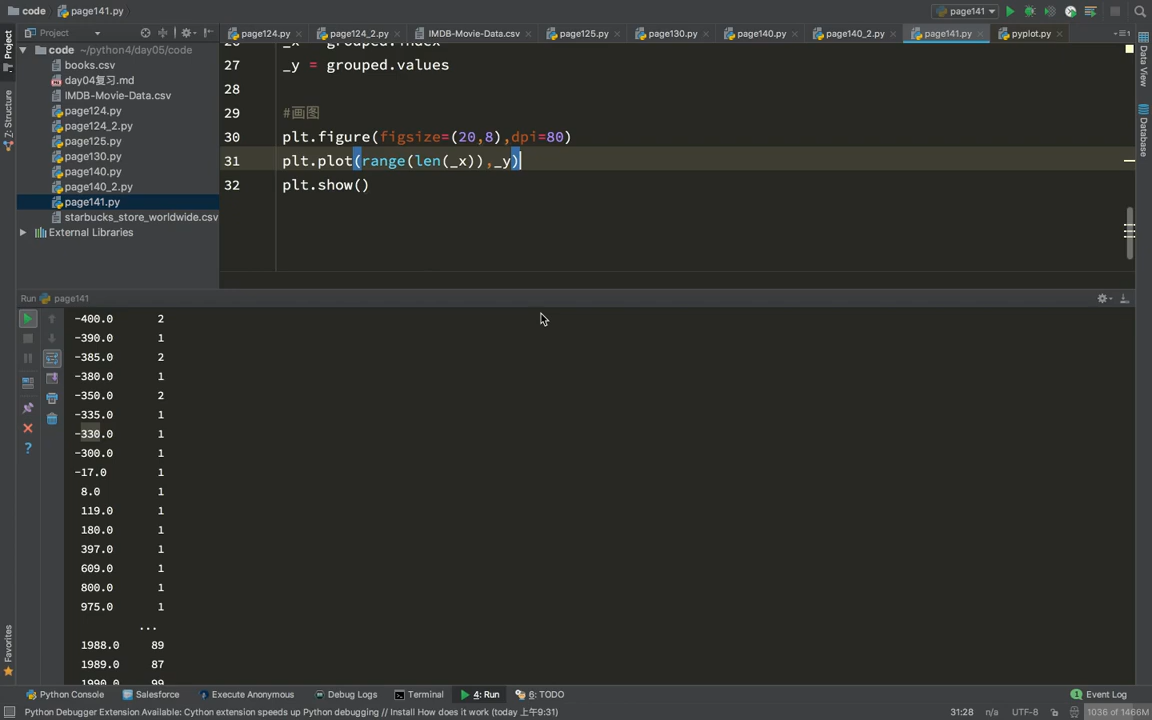 code page141.py
page141
Project
page124.py
page124_2.py
IMDB-Movie-Data.csv
page125.py
page130.py
page140.py
page140_2.py
page141.py
pyplot.py
1: Project
7: Structure
Favorites
Data View
Database
code ~/python4/day05/code
books.csv
day04复习.md
IMDB-Movie-Data.csv
page124.py
page124_2.py
page125.py
page130.py
page140.py
page140_2.py
page141.py
starbucks_store_worldwide.csv
External Libraries
27 _y = grouped.values
28
29 #画图
30 plt.figure(figsize=(20,8),dpi=80)
31 plt.plot(range(len(_x)),_y)
32 plt.show()
Run page141
-400.0 2
-390.0 1
-385.0 2
-380.0 1
-350.0 2
-335.0 1
-330.0 1
-300.0 1
-17.0 1
8.0 1
119.0 1
180.0 1
397.0 1
609.0 1
800.0 1
975.0 1
...
1988.0 89
1989.0 87
1990.0 99
Python Console
Salesforce
Execute Anonymous
Debug Logs
Terminal
4: Run
6: TODO
Event Log
Python Debugger Extension Available: Cython extension speeds up Python debugging // Install How does it work (today 上午9:31)
31:28 n/a UTF-8 1036 of 1466M